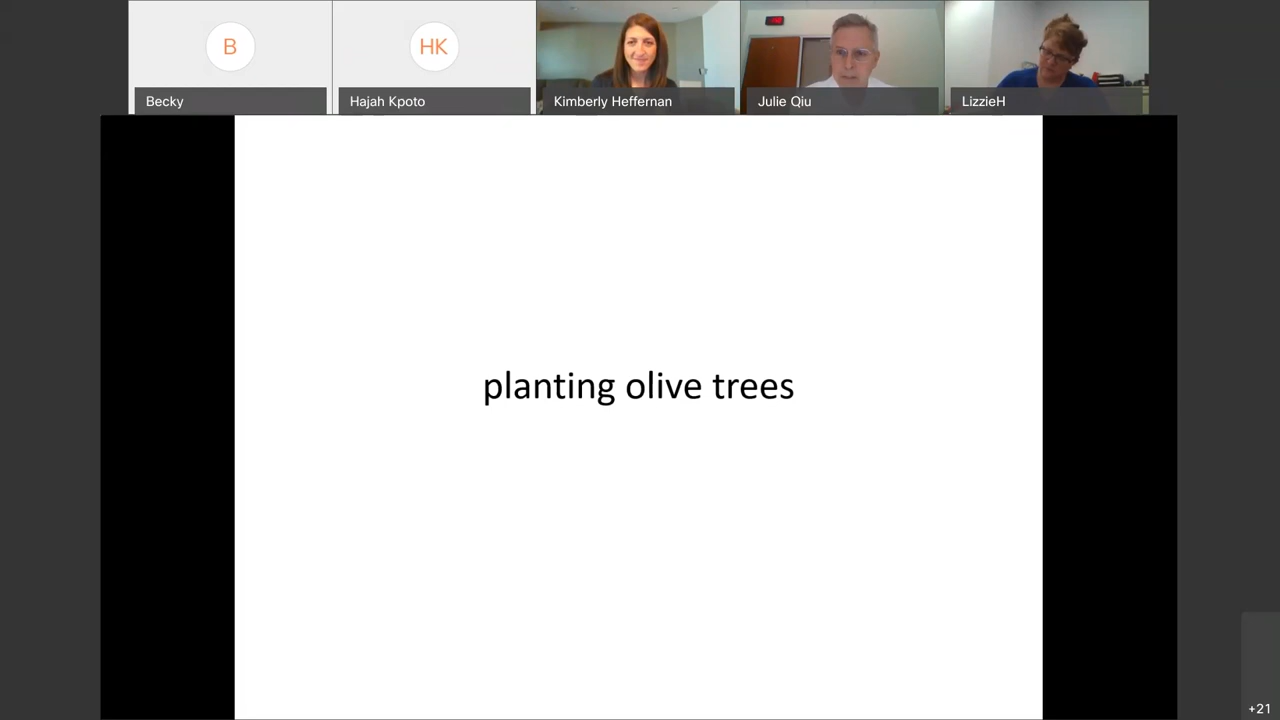 B
HK
Becky
Hajah Kpoto
Kimberly Heffernan
Julie Qiu
LizzieH
planting olive trees
+21